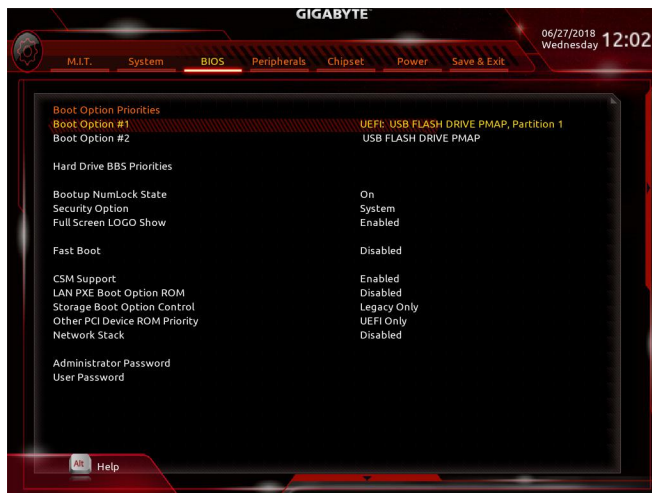 GIGABYTE
06/27/2018
Wednesday 12:02
M.I.T. System BIOS Peripherals Chipset Power Save & Exit
Boot Option Priorities
Boot Option #1 UEFI: USB FLASH DRIVE PMAP, Partition 1
Boot Option #2 USB FLASH DRIVE PMAP
Hard Drive BBS Priorities
Bootup NumLock State On
Security Option System
Full Screen LOGO Show Enabled
Fast Boot Disabled
CSM Support Enabled
LAN PXE Boot Option ROM Disabled
Storage Boot Option Control Legacy Only
Other PCI Device ROM Priority UEFI Only
Network Stack Disabled
Administrator Password
User Password
Alt Help